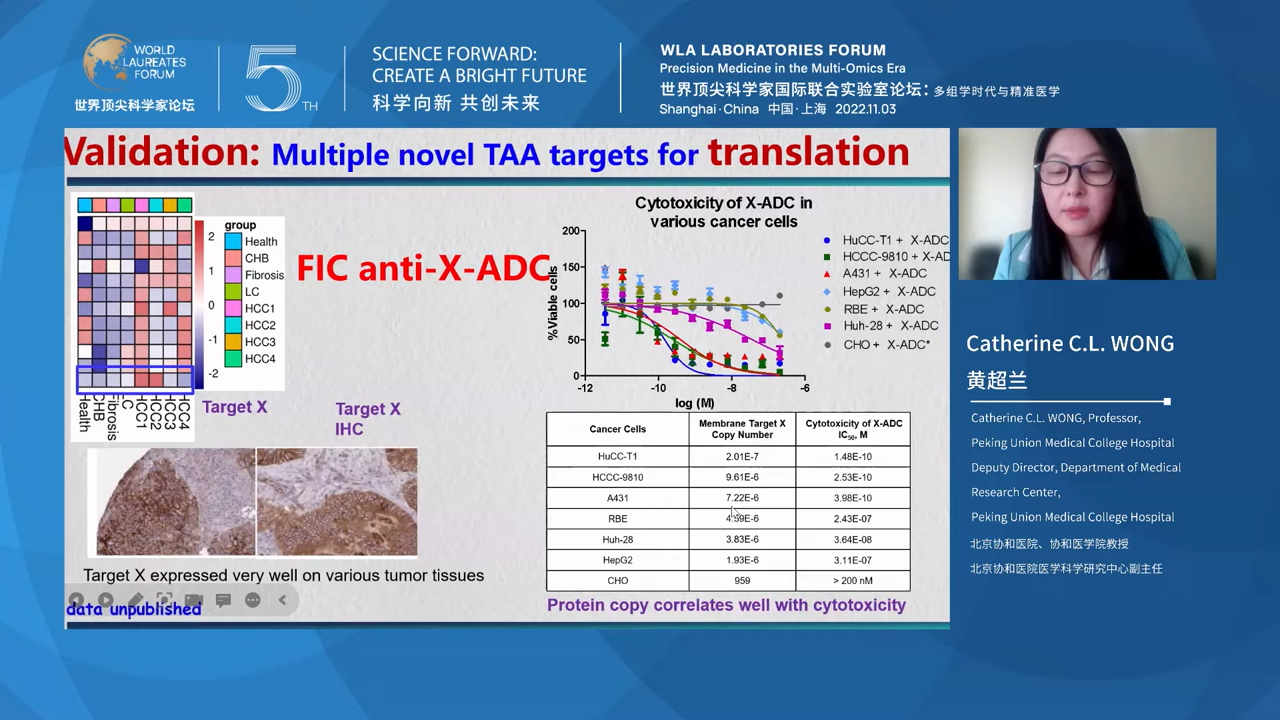 WORLD
LAUREATES
FORUM
世界顶尖科学家论坛
5TH
SCIENCE FORWARD:
CREATE A BRIGHT FUTURE
科学向新 共创未来
WLA LABORATORIES FORUM
Precision Medicine in the Multi-Omics Era
世界顶尖科学家国际联合实验室论坛：多组学时代与精准医学
Shanghai·China 中国·上海 2022.11.03
Validation: Multiple novel TAA targets for translation
group
Health
CHB
Fibrosis
LC
HCC1
HCC2
HCC3
HCC4
2
1
0
-1
-2
Health
CHB
Fibrosis
LC
HCC1
HCC2
HCC3
HCC4
Target X
FIC anti-X-ADC
Target X
IHC
Target X expressed very well on various tumor tissues
data unpublished
Cytotoxicity of X-ADC in
various cancer cells
%Viable cells
200
150
100
50
0
-12 -10 -8 -6
log (M)
HuCC-T1 + X-ADC
HCCC-9810 + X-AD
A431 + X-ADC
HepG2 + X-ADC
RBE + X-ADC
Huh-28 + X-ADC
CHO + X-ADC*
Cancer Cells Membrane Target X Copy Number Cytotoxicity of X-ADC IC50, M
HuCC-T1 2.01E-7 1.48E-10
HCCC-9810 9.61E-6 2.53E-10
A431 7.22E-6 3.98E-10
RBE 4.59E-6 2.43E-07
Huh-28 3.83E-6 3.64E-08
HepG2 1.93E-6 3.11E-07
CHO 959 > 200 nM
Protein copy correlates well with cytotoxicity
Catherine C.L. WONG
黄超兰
Catherine C.L. WONG, Professor,
Peking Union Medical College Hospital
Deputy Director, Department of Medical
Research Center,
Peking Union Medical College Hospital
北京协和医院、协和医学院教授
北京协和医院医学科学研究中心副主任